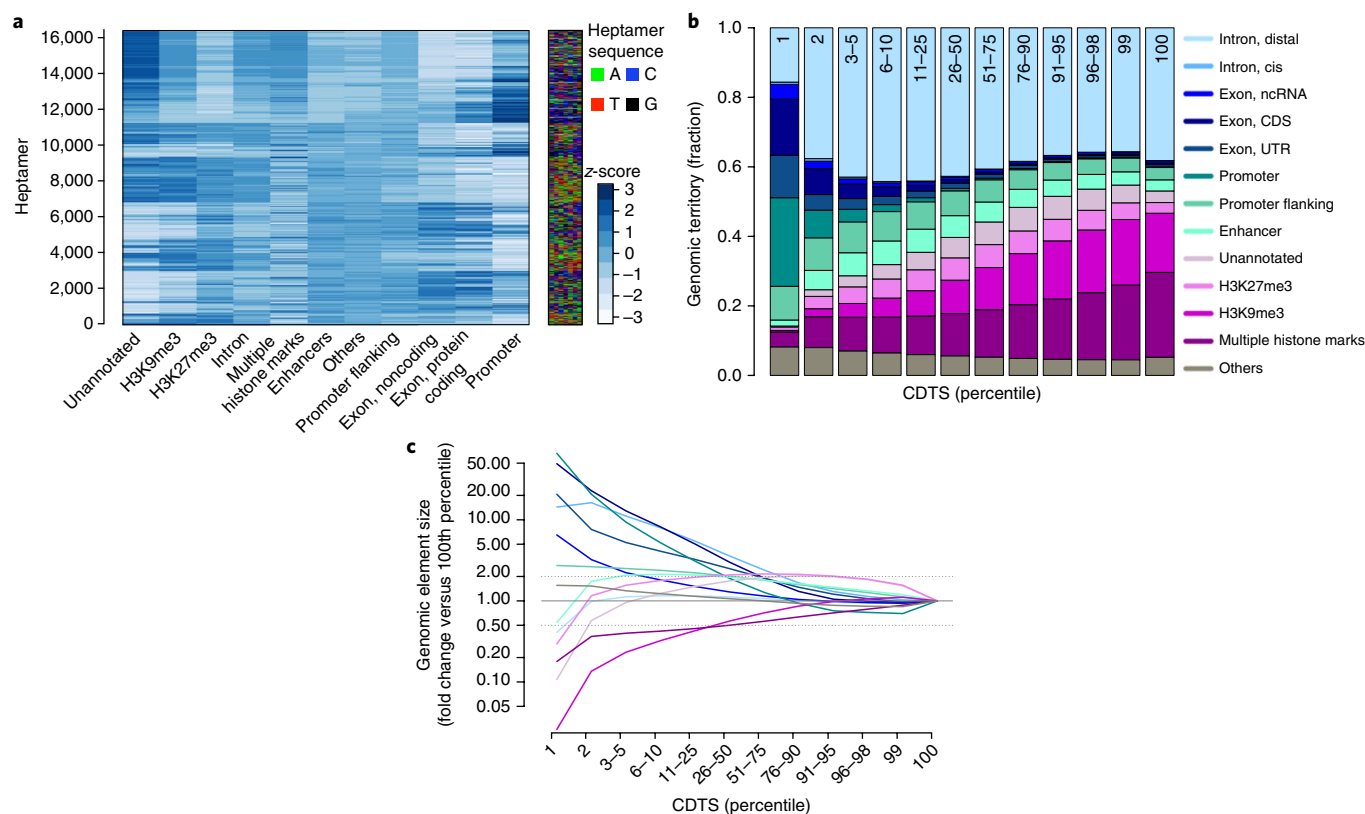 a
Heptamer
16,000
14,000
12,000
10,000
8,000
6,000
4,000
2,000
0
Unannotated
H3K9me3
H3K27me3
Intron
Multiple
histone marks
Enhancers
Others
Promoter flanking
Exon, noncoding
Exon, protein
coding
Promoter
Heptamer
sequence
A C
T G
z-score
3
2
1
0
−1
−2
−3
b
Genomic territory (fraction)
1.0
0.8
0.6
0.4
0.2
0.0
1
2
3–5
6–10
11–25
26–50
51–75
76–90
91–95
96–98
99
100
CDTS (percentile)
Intron, distal
Intron, cis
Exon, ncRNA
Exon, CDS
Exon, UTR
Promoter
Promoter flanking
Enhancer
Unannotated
H3K27me3
H3K9me3
Multiple histone marks
Others
c
Genomic element size
(fold change versus 100th percentile)
50.00
20.00
10.00
5.00
2.00
1.00
0.50
0.20
0.10
0.05
1
2
3–5
6–10
11–25
26–50
51–75
76–90
91–95
96–98
99
100
CDTS (percentile)